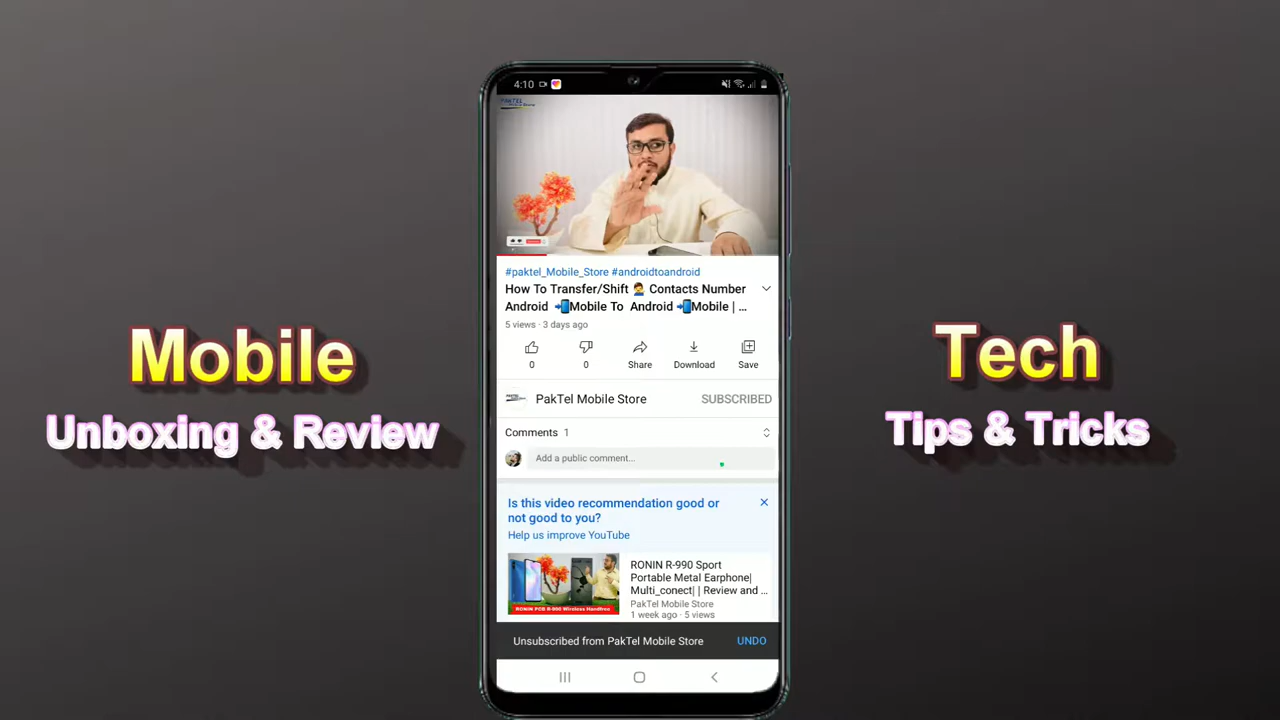 4:10
PAKTEL
#paktel_Mobile_Store #androidtoandroid
How To Transfer/Shift 🤷 Contacts Number
Android 📲Mobile To Android 📲Mobile | ...
5 views · 3 days ago
0
0
Share
Download
Save
PakTel Mobile Store
SUBSCRIBED
Comments 1
Add a public comment...
Is this video recommendation good or
not good to you?
Help us improve YouTube
RONIN R-990 Sport
Portable Metal Earphone|
Multi_conect| | Review and ...
PakTel Mobile Store
1 week ago · 5 views
Unsubscribed from PakTel Mobile Store
UNDO
Mobile
Unboxing & Review
Tech
Tips & Tricks